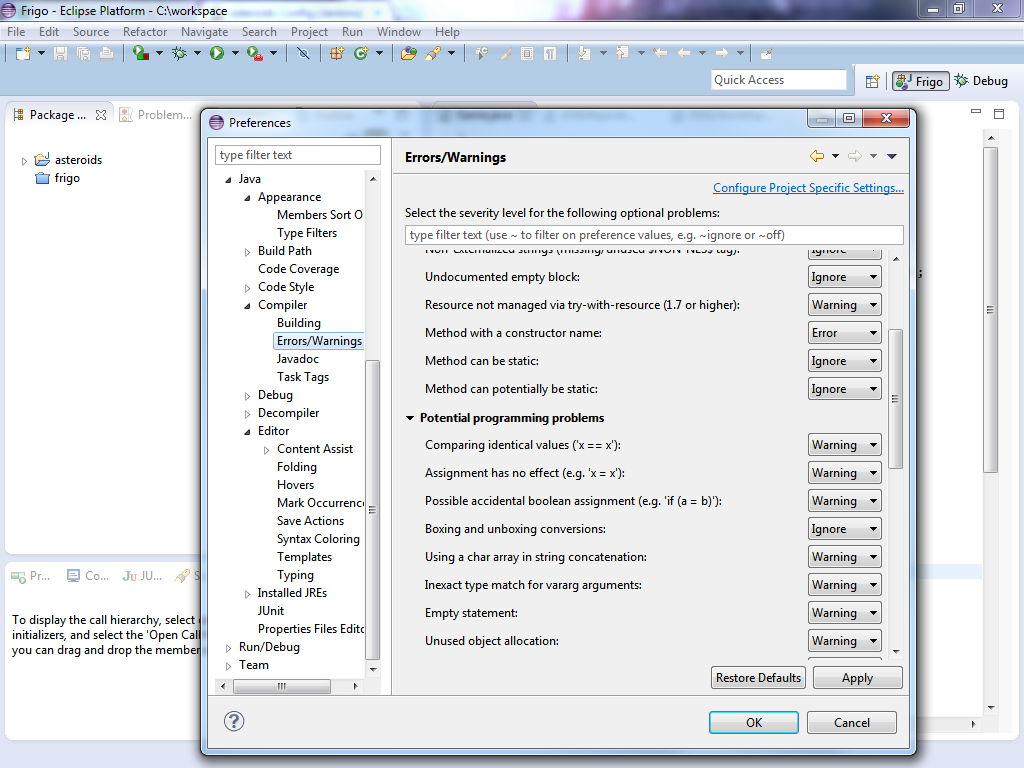 Frigo - Eclipse Platform - C:\workspace
File Edit Source Refactor Navigate Search Project Run Window Help
Quick Access
Frigo
Debug
Package ...
Problem...
asteroids
frigo
Pr...
Co...
JU...
To display the call hierarchy, select
initializers, and select the 'Open Call
you can drag and drop the member
Preferences
type filter text
Java
Appearance
Members Sort O
Type Filters
Build Path
Code Coverage
Code Style
Compiler
Building
Errors/Warnings
Javadoc
Task Tags
Debug
Decompiler
Editor
Content Assist
Folding
Hovers
Mark Occurrenc
Save Actions
Syntax Coloring
Templates
Typing
Installed JREs
JUnit
Properties Files Edito
Run/Debug
Team
Errors/Warnings
Configure Project Specific Settings...
Select the severity level for the following optional problems:
type filter text (use ~ to filter on preference values, e.g. ~ignore or ~off)
Non-externalized strings (missing/unused $NON-NLS$ tag): Ignore
Undocumented empty block: Ignore
Resource not managed via try-with-resource (1.7 or higher): Warning
Method with a constructor name: Error
Method can be static: Ignore
Method can potentially be static: Ignore
Potential programming problems
Comparing identical values ('x == x'): Warning
Assignment has no effect (e.g. 'x = x'): Warning
Possible accidental boolean assignment (e.g. 'if (a = b)'): Warning
Boxing and unboxing conversions: Ignore
Using a char array in string concatenation: Warning
Inexact type match for vararg arguments: Warning
Empty statement: Warning
Unused object allocation: Warning
Restore Defaults
Apply
OK
Cancel